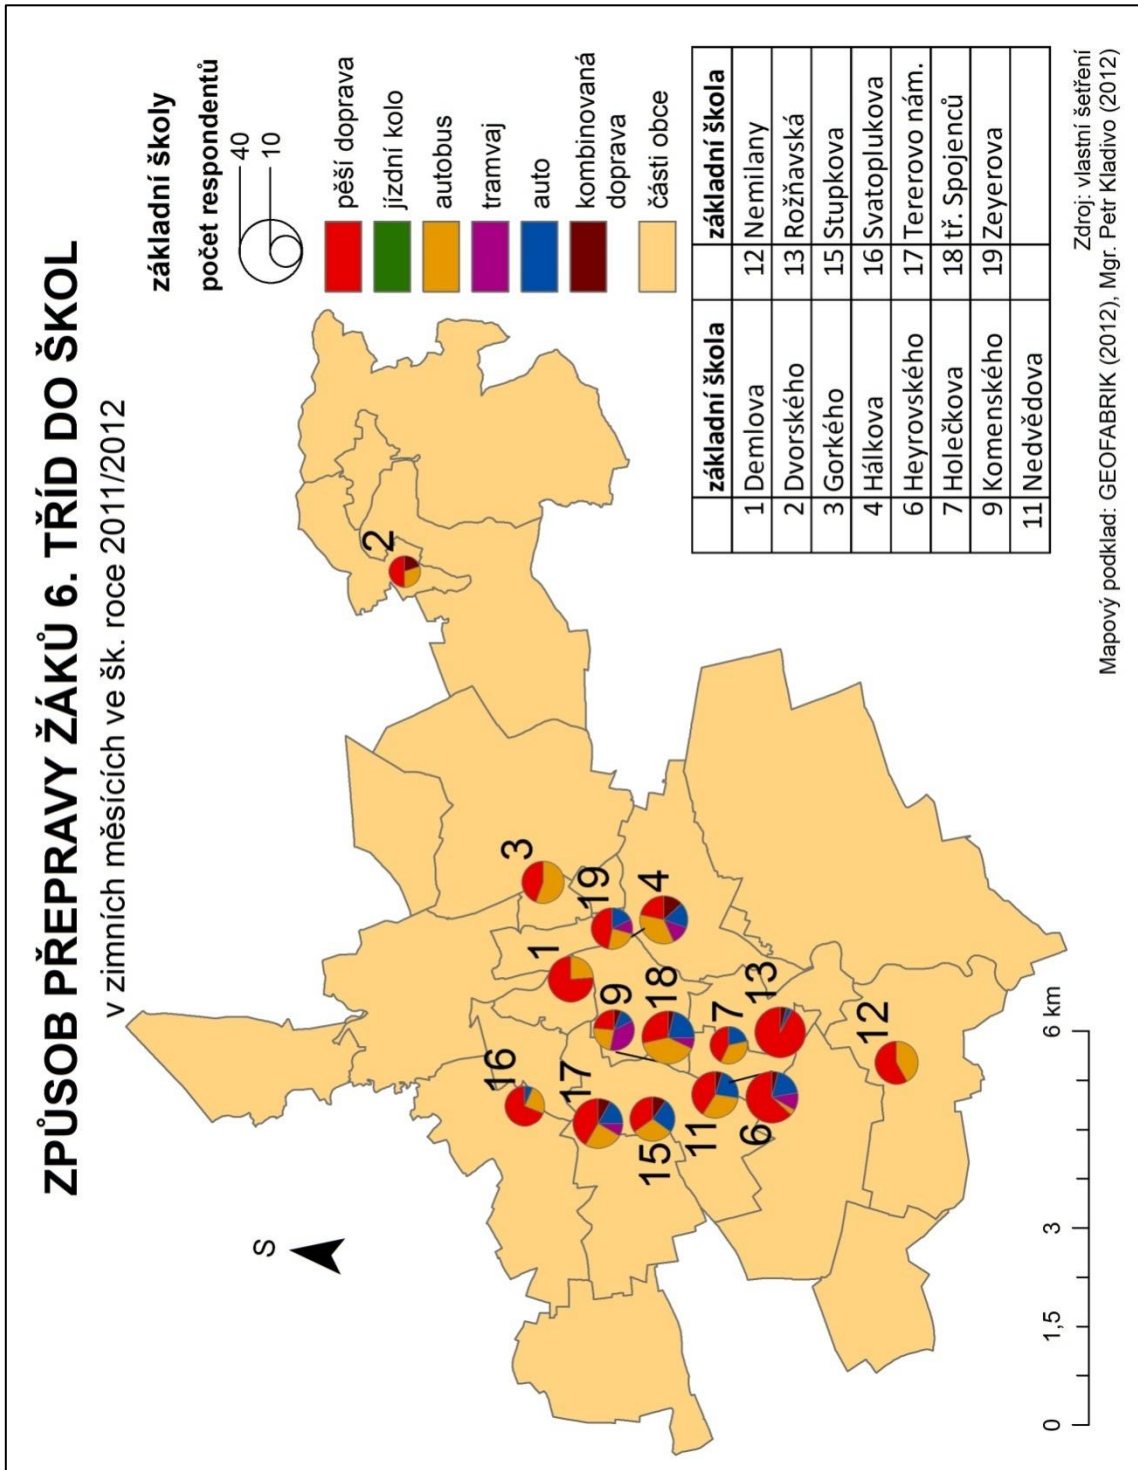 ZPŮSOB PŘEPRAVY ŽÁKŮ 6. TŘÍD DO ŠKOL
v zimních měsících ve šk. roce 2011/2012
S
základní školy
počet respondentů
40
10
pěší doprava
jízdní kolo
autobus
tramvaj
auto
kombinovaná
doprava
části obce
2
3
1
19
4
16
17
9
18
15
7
13
11
6
12
základní škola základní škola
1 Demlova 12 Nemilany
2 Dvorského 13 Rožňavská
3 Gorkého 15 Stupkova
4 Hálkova 16 Svatoplukova
6 Heyrovského 17 Tererovo nám.
7 Holečkova 18 tř. Spojenců
9 Komenského 19 Zeyerova
11 Nedvědova
0 1,5 3 6 km
Zdroj: vlastní šetření
Mapový podklad: GEOFABRIK (2012), Mgr. Petr Kladivo (2012)